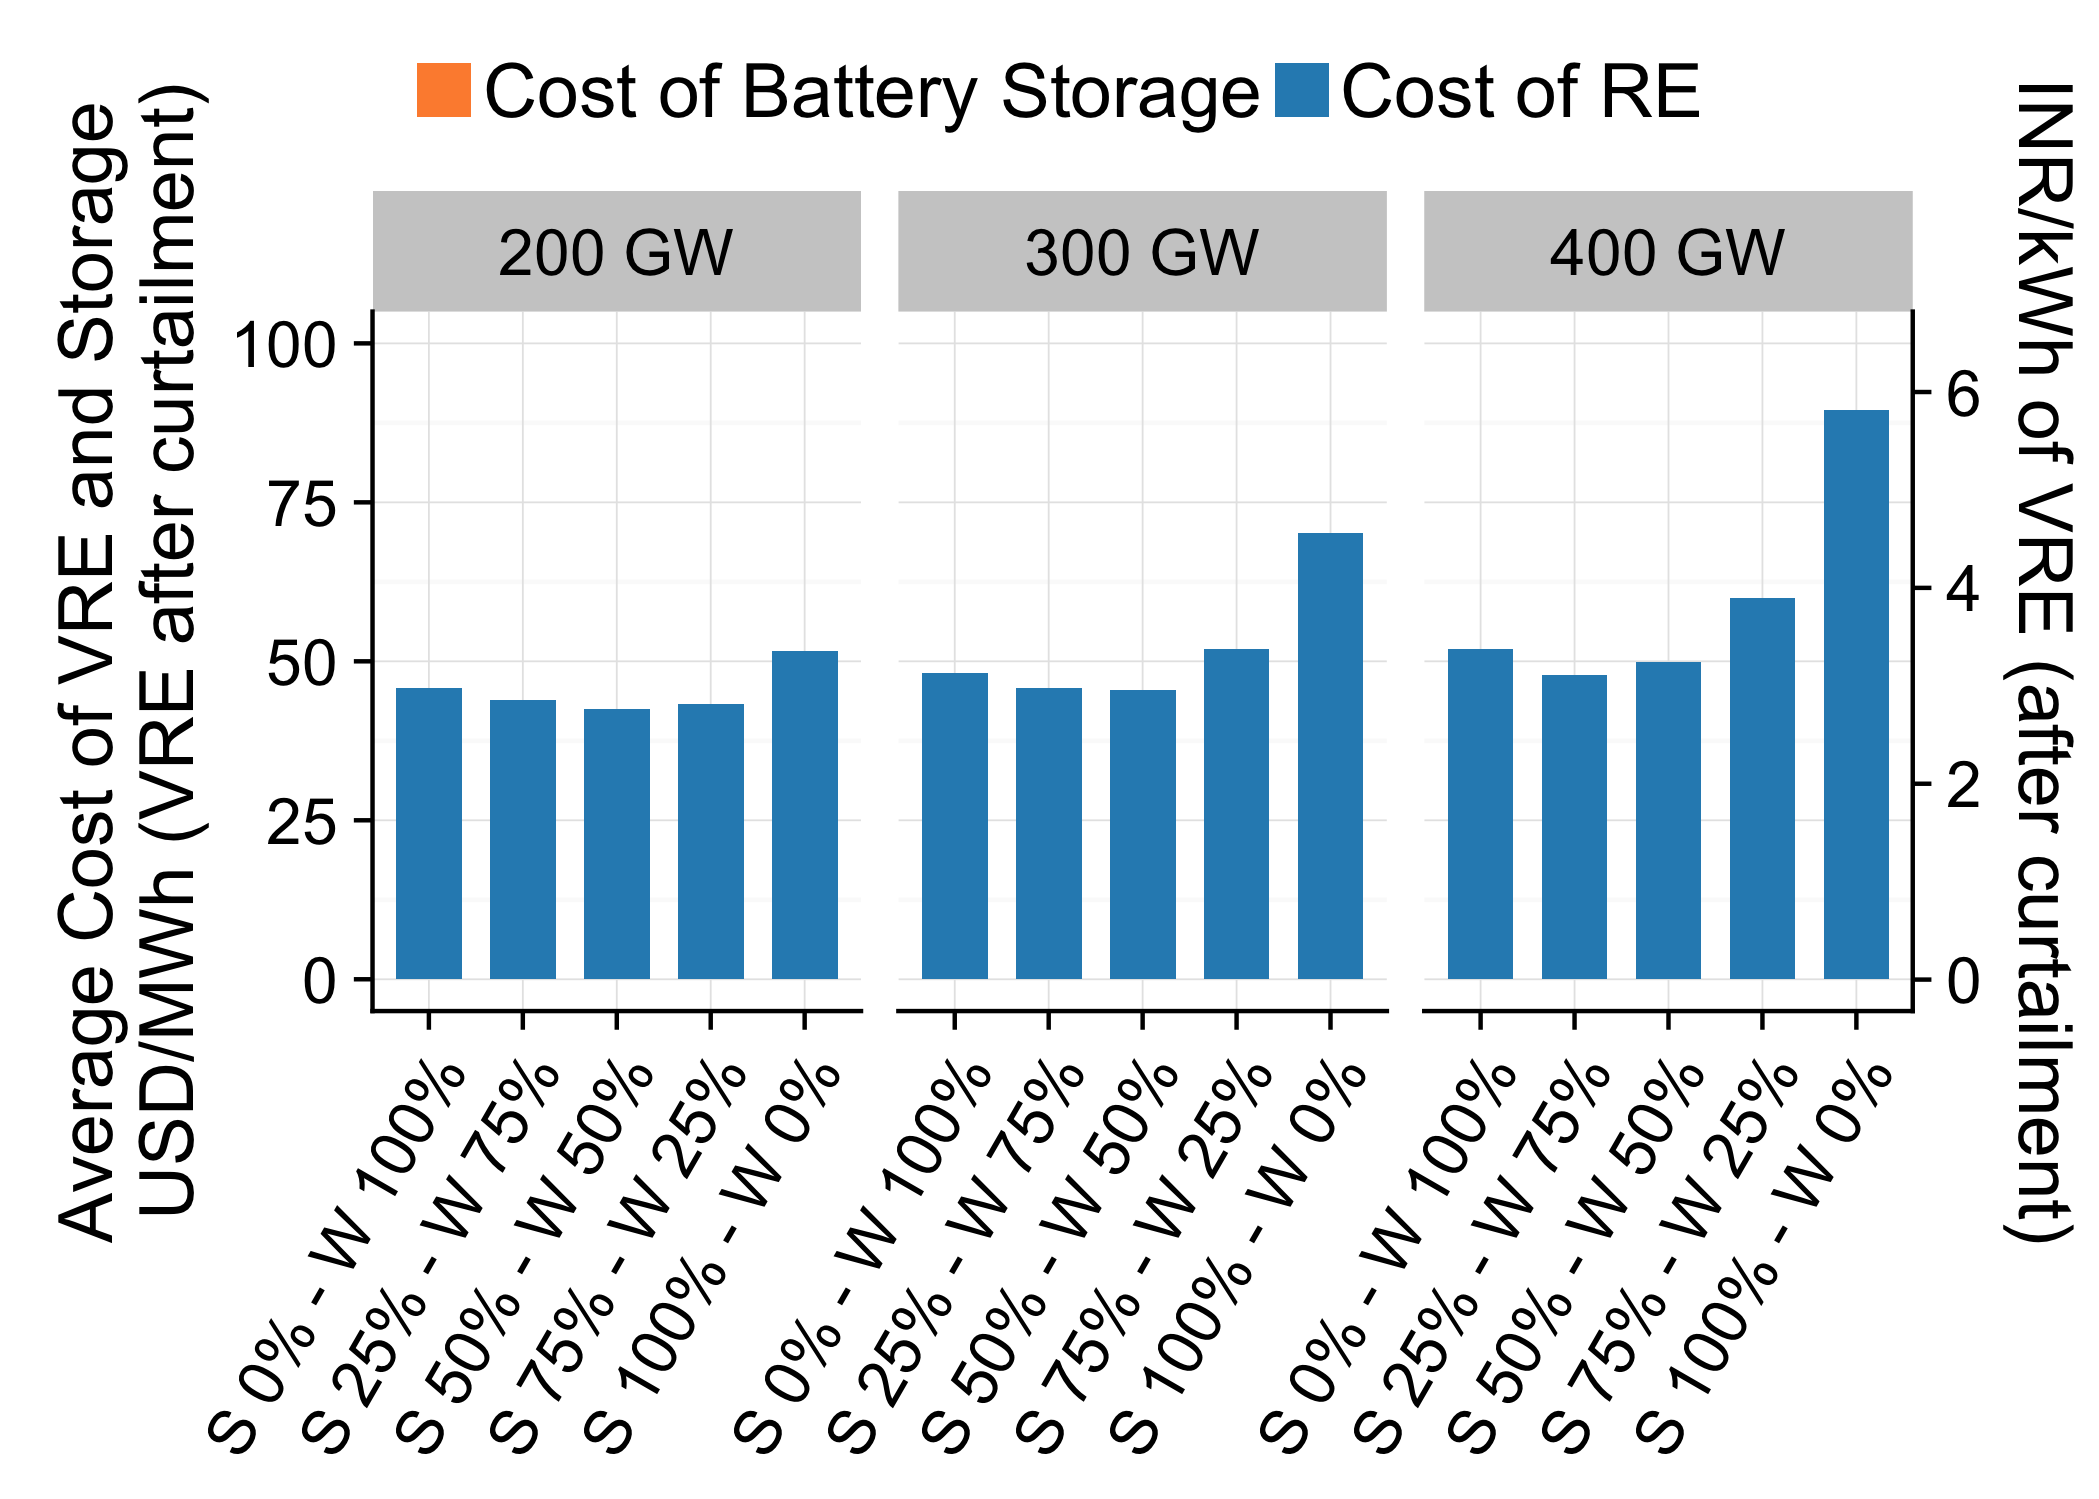 Cost of Battery Storage Cost of RE
Average Cost of VRE and Storage
USD/MWh (VRE after curtailment)
INR/kWh of VRE (after curtailment)
200 GW
300 GW
400 GW
100
75
50
25
0
6
4
2
0
S 0% - W 100%
S 25% - W 75%
S 50% - W 50%
S 75% - W 25%
S 100% - W 0%
S 0% - W 100%
S 25% - W 75%
S 50% - W 50%
S 75% - W 25%
S 100% - W 0%
S 0% - W 100%
S 25% - W 75%
S 50% - W 50%
S 75% - W 25%
S 100% - W 0%